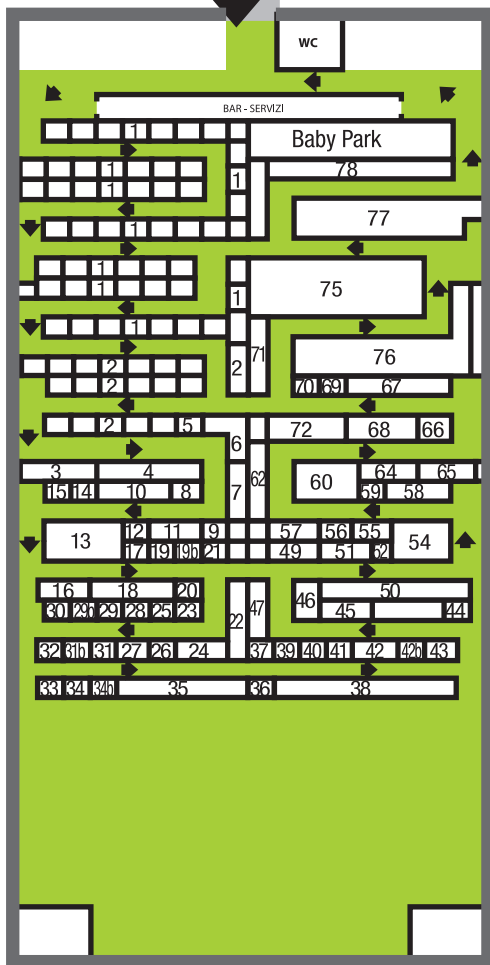 WC
BAR - SERVİZİ
1
Baby Park
1
78
1
1
77
1
1
75
1
1
1
71
76
2
2
2
70 69 67
2 5
72 68 66
6
3 4
62
60 64 65
15 14 10 8
7
59 58
13 12 11 9
57 56 55
54
17 19 19b 21
49 51 62
16 18 20
46 50
22 47
30 29b 29 28 25 23
45 44
32 31b 31 27 26 24
37 39 40 41 42 42b 43
33 34 34b 35 36 38